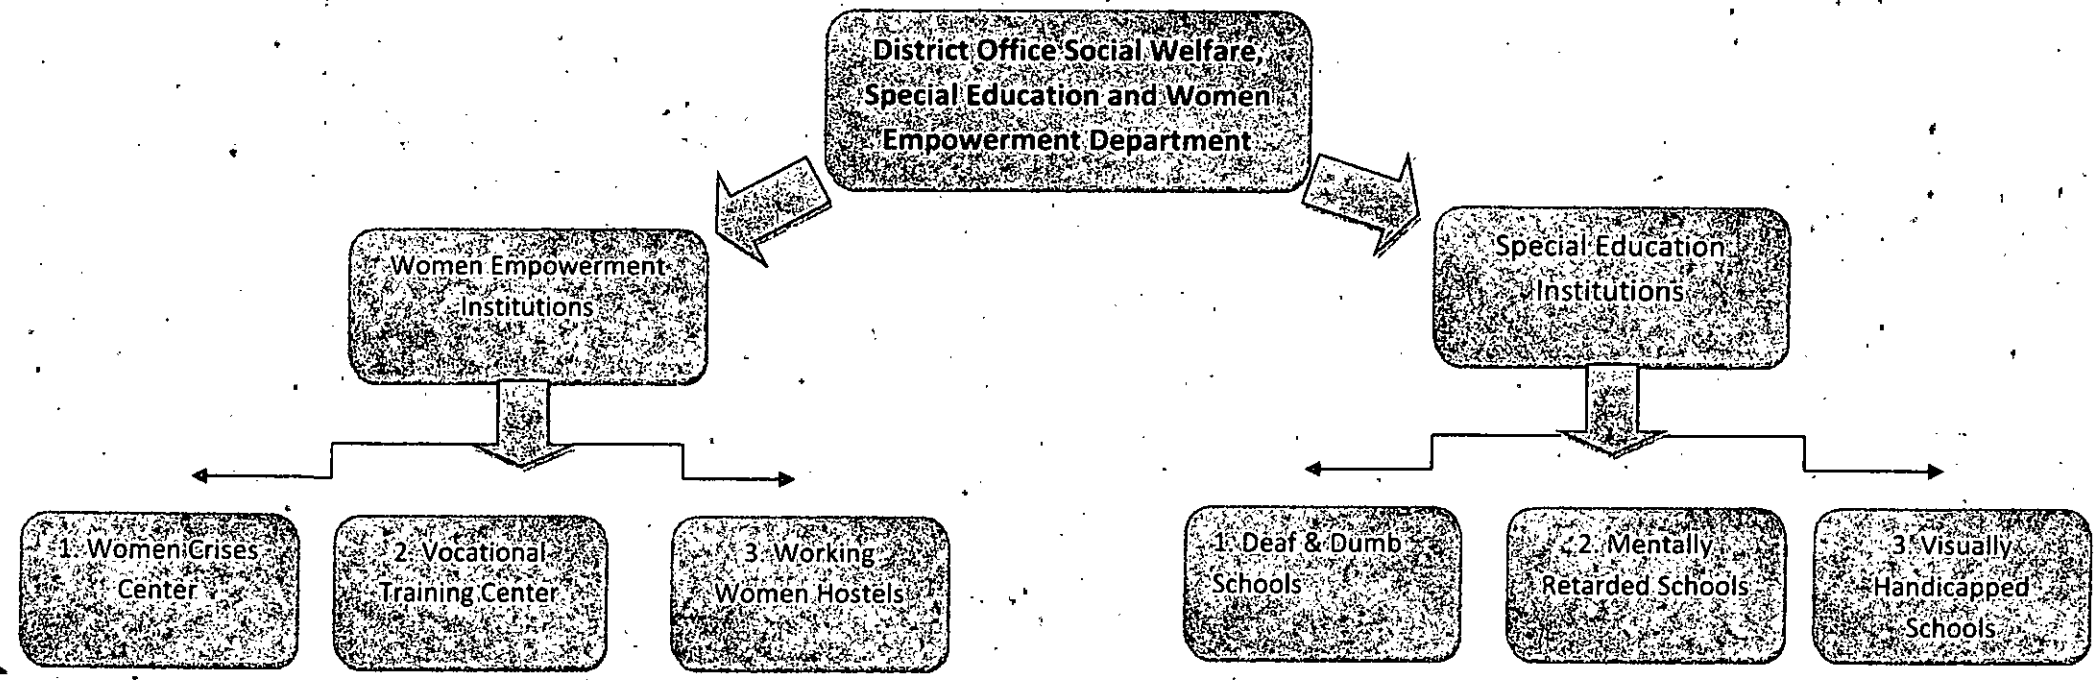 District Office Social Welfare,
Special Education and Women
Empowerment Department
Women Empowerment
Institutions
Special Education
Institutions
1. Women Crises
Center
2. Vocational
Training Center
3. Working
Women Hostels
1. Deaf & Dumb
Schools
2. Mentally
Retarded Schools
3. Visually
Handicapped
Schools